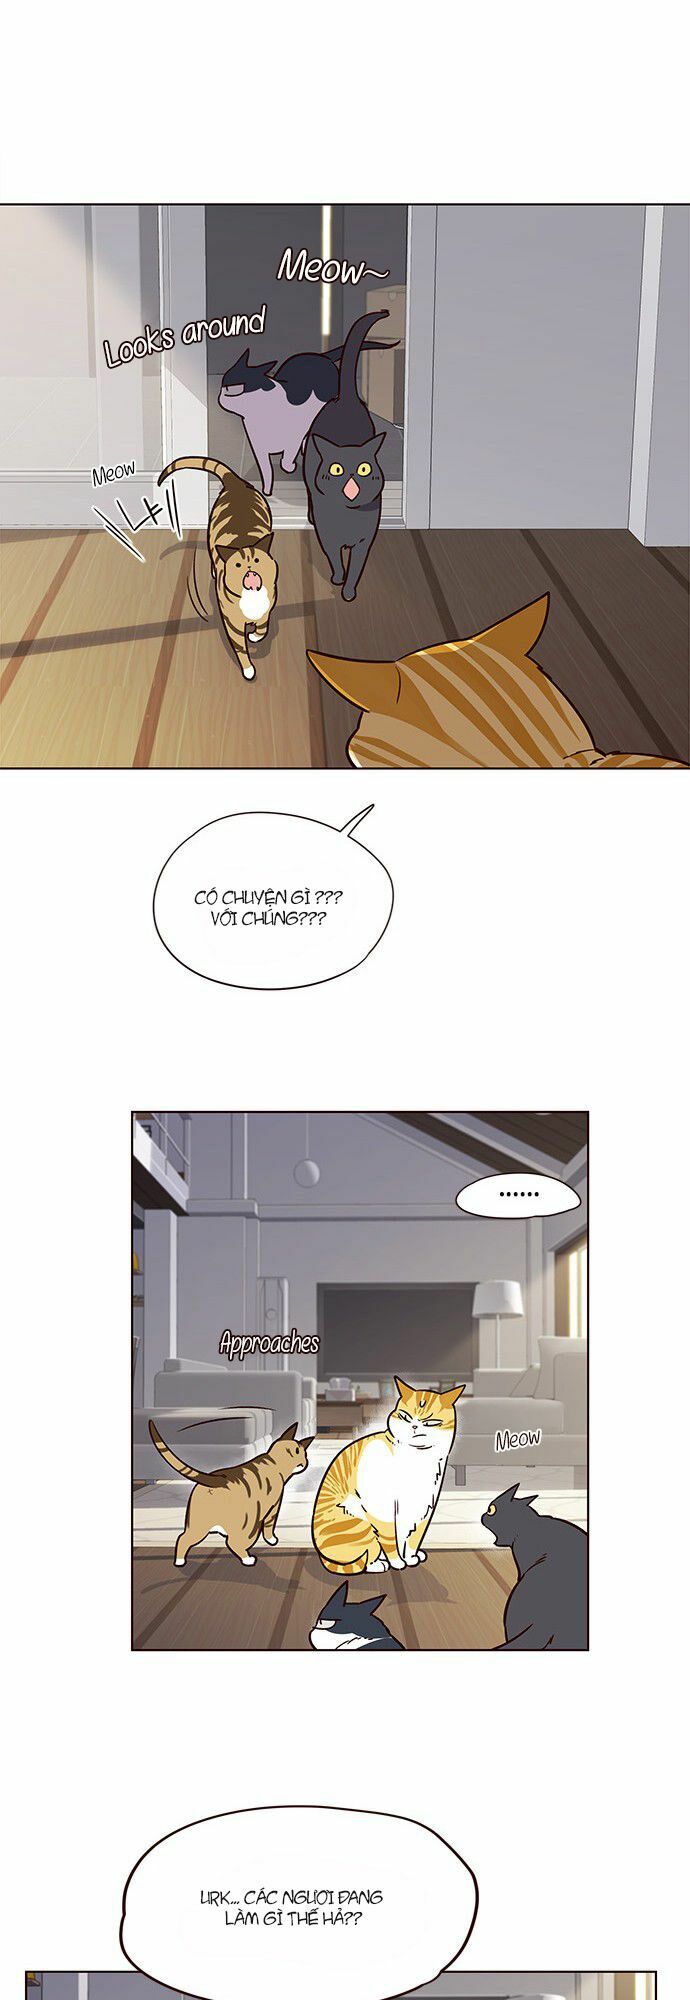 Meow~
Looks around
Meow
냐!!
CÓ CHUYỆN GÌ ???
VỚI CHÚNG???
......
Approaches
Meow
URK... CÁC NGƯƠI ĐANG
LÀM GÌ THẾ HẢ??